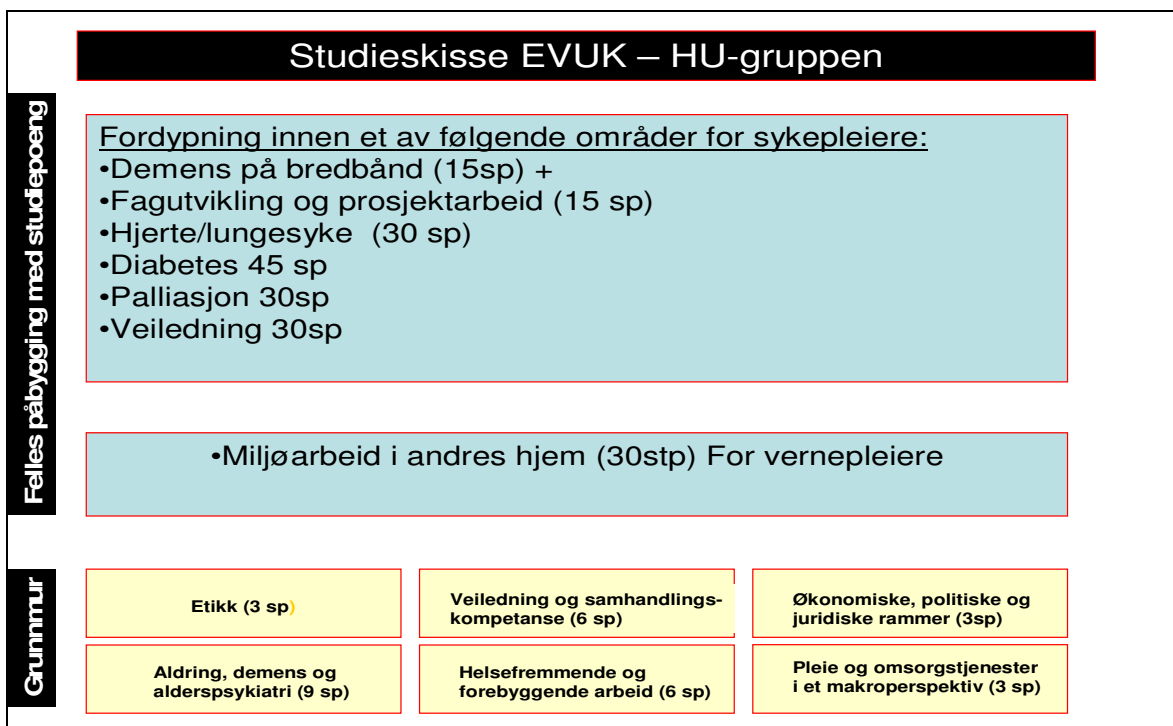 Studieskisse EVUK – HU-gruppen
Felles påbygging med studiepoeng
Fordypning innen et av følgende områder for sykepleiere:
•Demens på bredbånd (15sp) +
•Fagutvikling og prosjektarbeid (15 sp)
•Hjerte/lungesyke (30 sp)
•Diabetes 45 sp
•Palliasjon 30sp
•Veiledning 30sp
•Miljøarbeid i andres hjem (30stp) For vernepleiere
Grunnmur
Etikk (3 sp)
Veiledning og samhandlings-
kompetanse (6 sp)
Økonomiske, politiske og
juridiske rammer (3sp)
Aldring, demens og
alderspsykiatri (9 sp)
Helsefremmende og
forebyggende arbeid (6 sp)
Pleie og omsorgstjenester
i et makroperspektiv (3 sp)